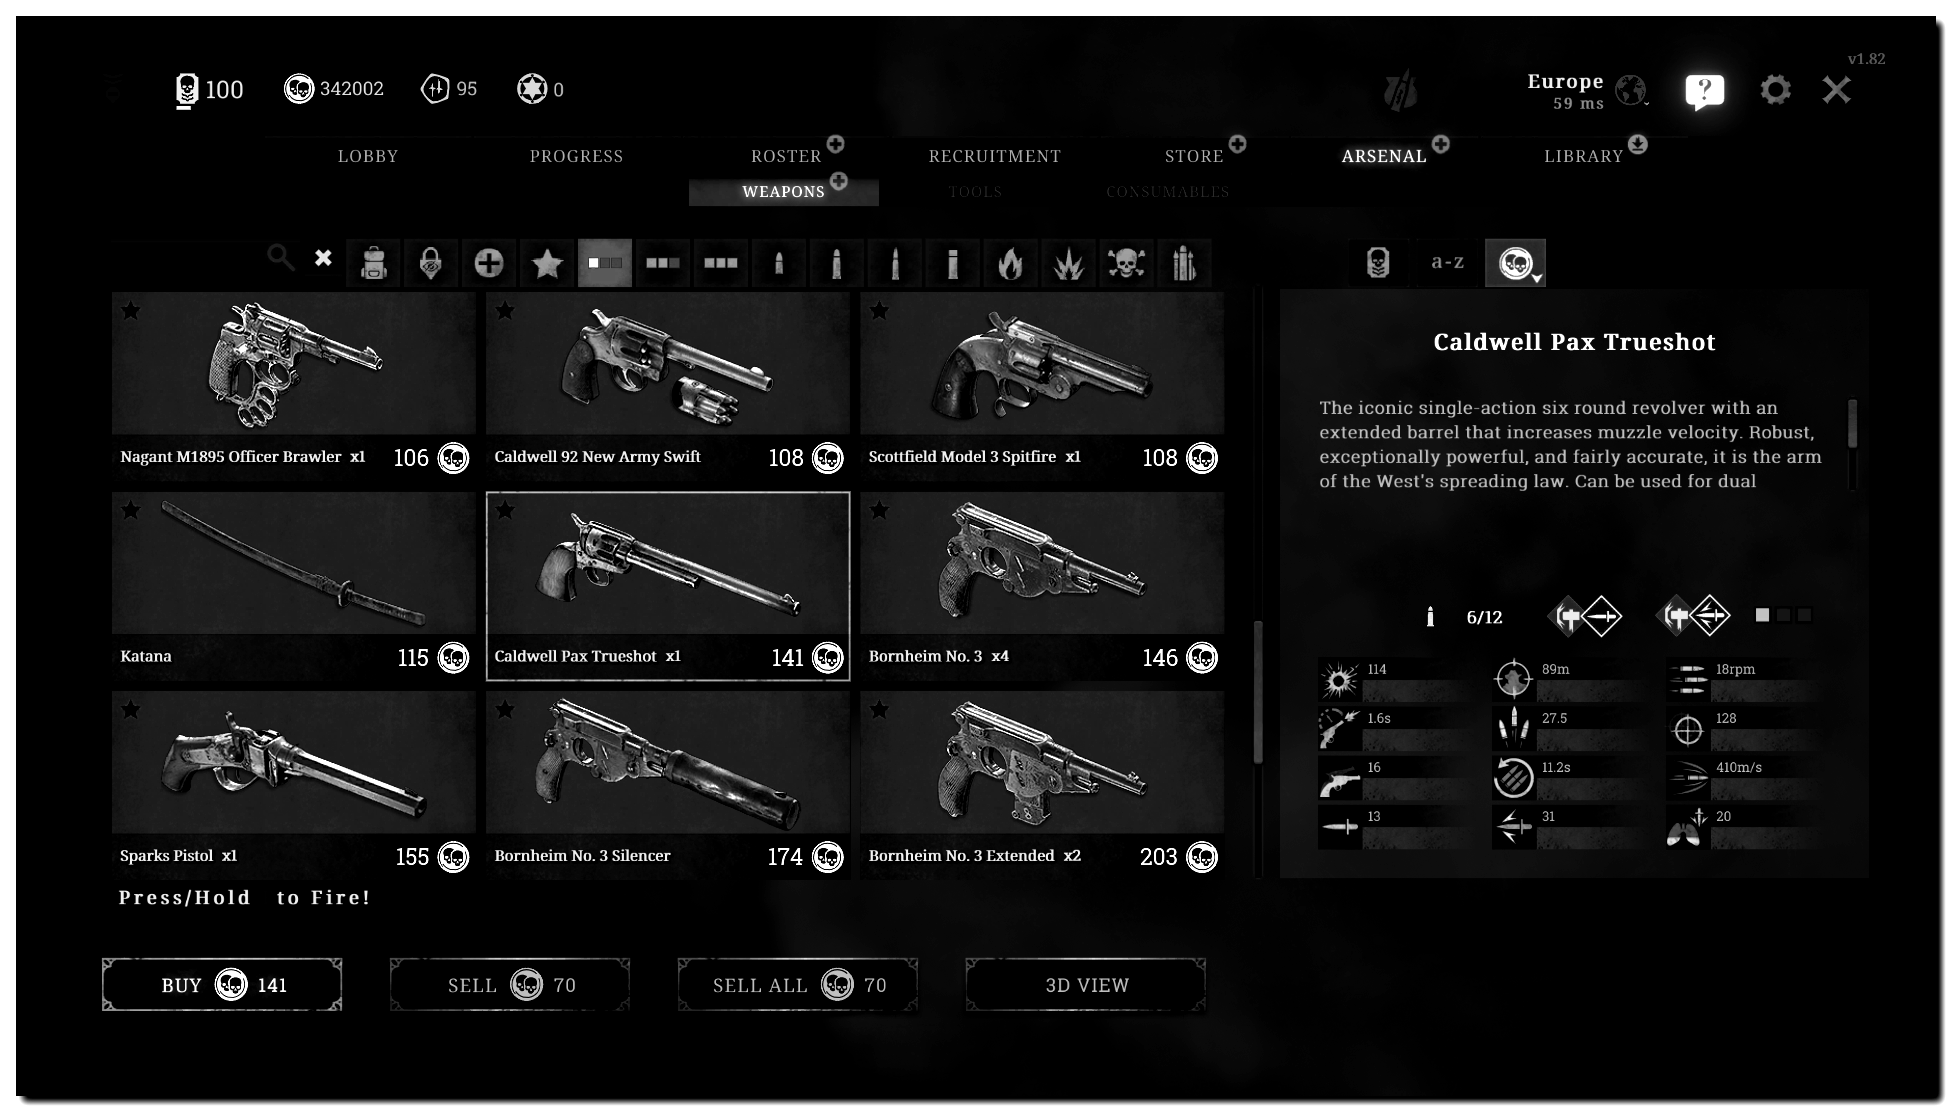 v1.82
100
342002
95
0
Europe
59 ms
?
LOBBY
PROGRESS
ROSTER
RECRUITMENT
STORE
ARSENAL
LIBRARY
WEAPONS
TOOLS
CONSUMABLES
a-z
Nagant M1895 Officer Brawler x1 106
Caldwell 92 New Army Swift 108
Scottfield Model 3 Spitfire x1 108
Katana 115
Caldwell Pax Trueshot x1 141
Bornheim No. 3 x4 146
Sparks Pistol x1 155
Bornheim No. 3 Silencer 174
Bornheim No. 3 Extended x2 203
Press/Hold to Fire!
BUY 141
SELL 70
SELL ALL 70
3D VIEW
Caldwell Pax Trueshot
The iconic single-action six round revolver with an
extended barrel that increases muzzle velocity. Robust,
exceptionally powerful, and fairly accurate, it is the arm
of the West's spreading law. Can be used for dual
6/12
114
89m
18rpm
1.6s
27.5
128
16
11.2s
410m/s
13
31
20